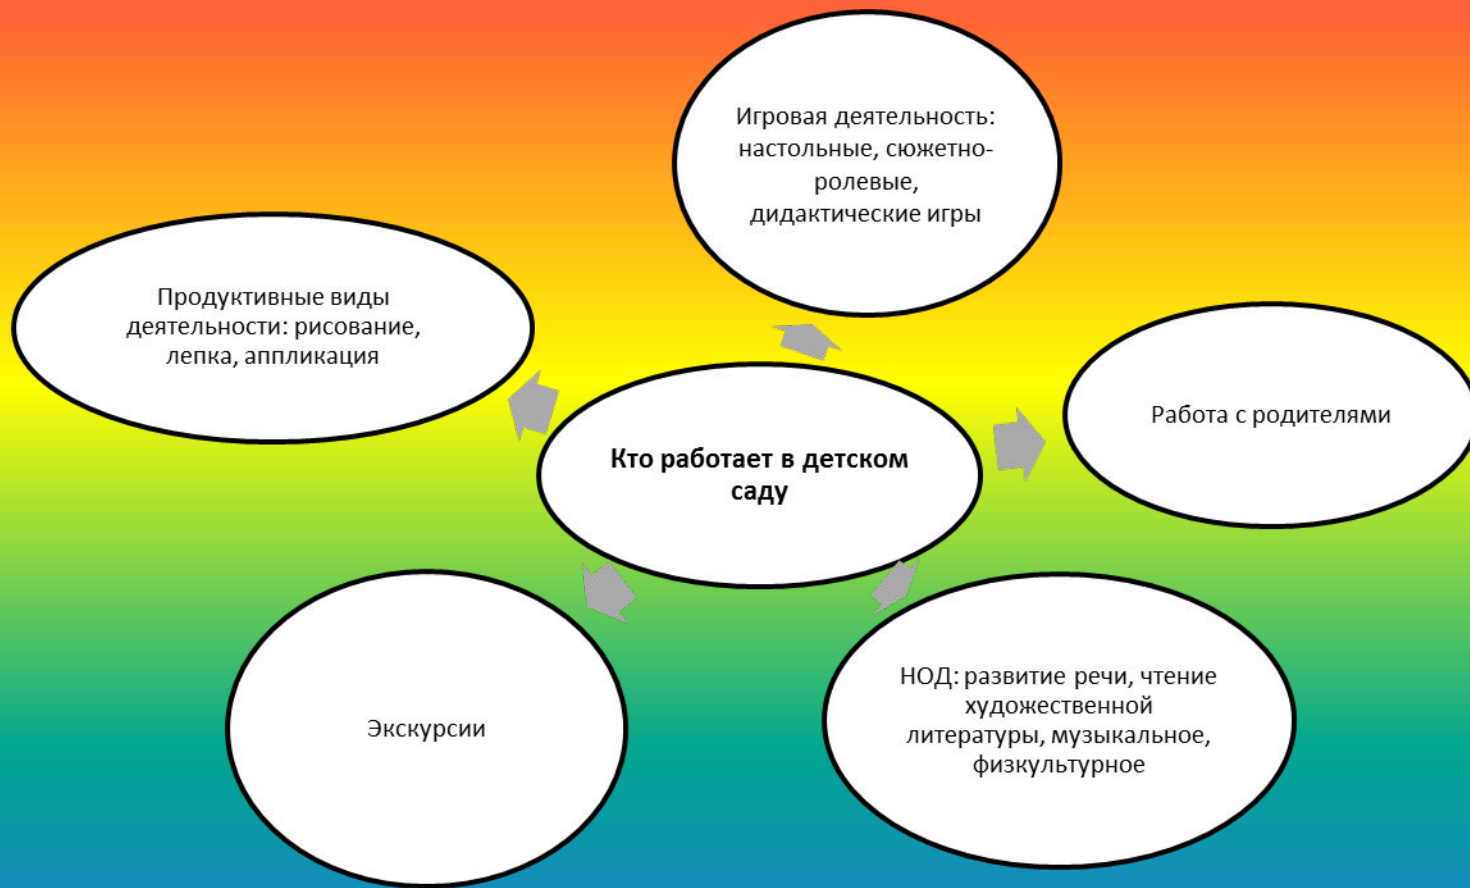 Игровая деятельность:
настольные, сюжетно-
ролевые,
дидактические игры
Продуктивные виды
деятельности: рисование,
лепка, аппликация
Работа с родителями
Кто работает в детском
саду
Экскурсии
НОД: развитие речи, чтение
художественной
литературы, музыкальное,
физкультурное